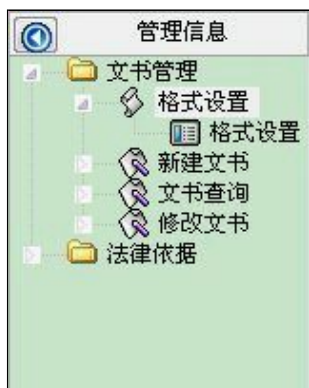 管理信息
文书管理
格式设置
格式设置
新建文书
文书查询
修改文书
法律依据